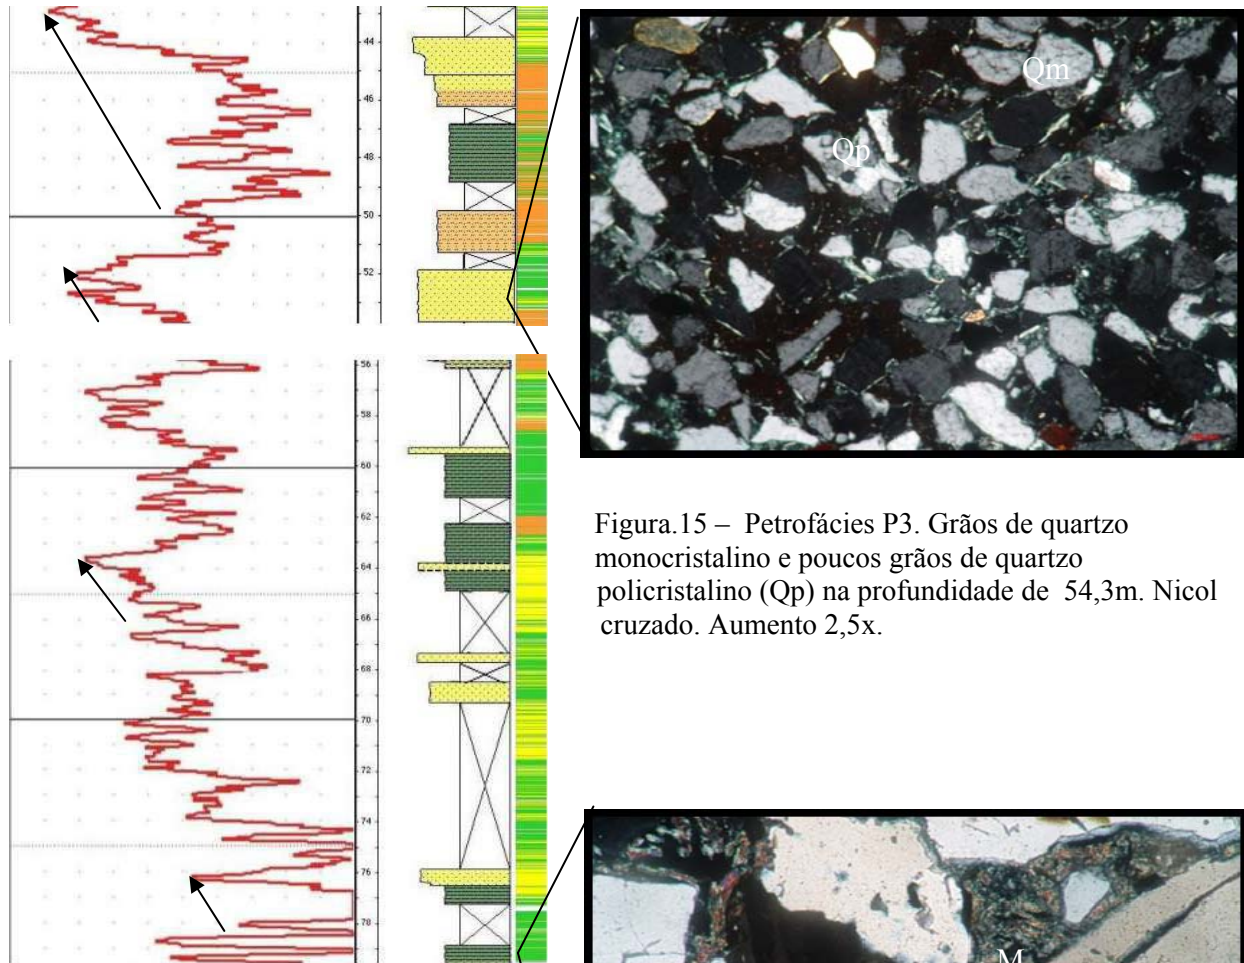 44
46
48
50
52
Qm
Qp
56
58
60
62
64
66
68
70
72
74
76
78
Figura.15 – Petrofácies P3. Grãos de quartzo
monocristalino e poucos grãos de quartzo
policristalino (Qp) na profundidade de 54,3m. Nicol
cruzado. Aumento 2,5x.
M